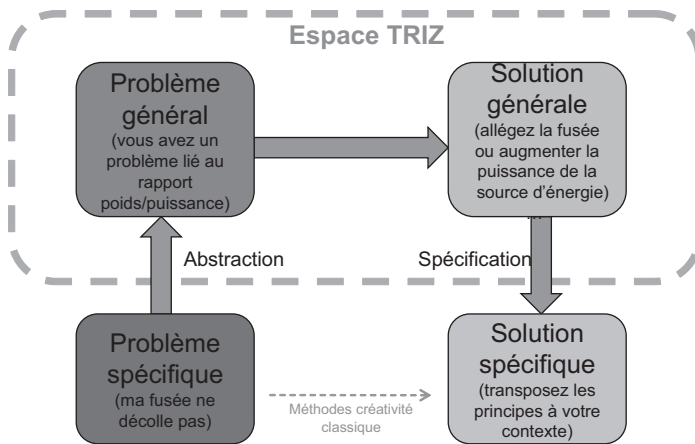 Espace TRIZ
Problème
général
(vous avez un
problème lié au
rapport
poids/puissance)
Solution
générale
(allégez la fusée
ou augmenter la
puissance de la
source d'énergie)
Abstraction
Spécification
Problème
spécifique
(ma fusée ne
décolle pas)
Méthodes créativité
classique
Solution
spécifique
(transposez les
principes à votre
contexte)